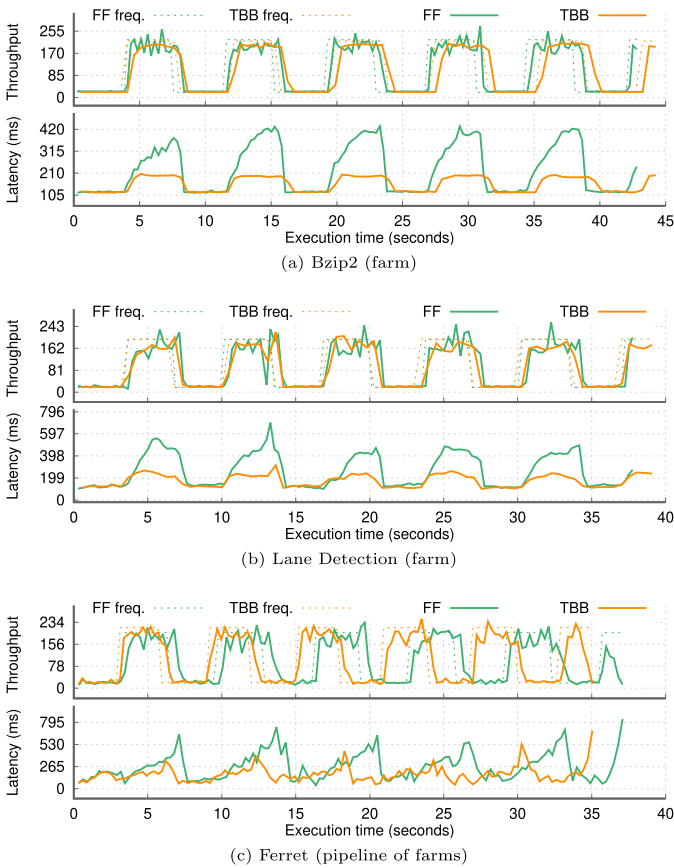 FF freq. TBB freq. FF TBB
Throughput
255
170
85
0
Latency (ms)
420
315
210
105
0 5 10 15 20 25 30 35 40 45
Execution time (seconds)
(a) Bzip2 (farm)
FF freq. TBB freq. FF TBB
Throughput
243
162
81
0
Latency (ms)
796
597
398
199
0
0 5 10 15 20 25 30 35 40
Execution time (seconds)
(b) Lane Detection (farm)
FF freq. TBB freq. FF TBB
Throughput
234
156
78
0
Latency (ms)
795
530
265
0
0 5 10 15 20 25 30 35 40
Execution time (seconds)
(c) Ferret (pipeline of farms)